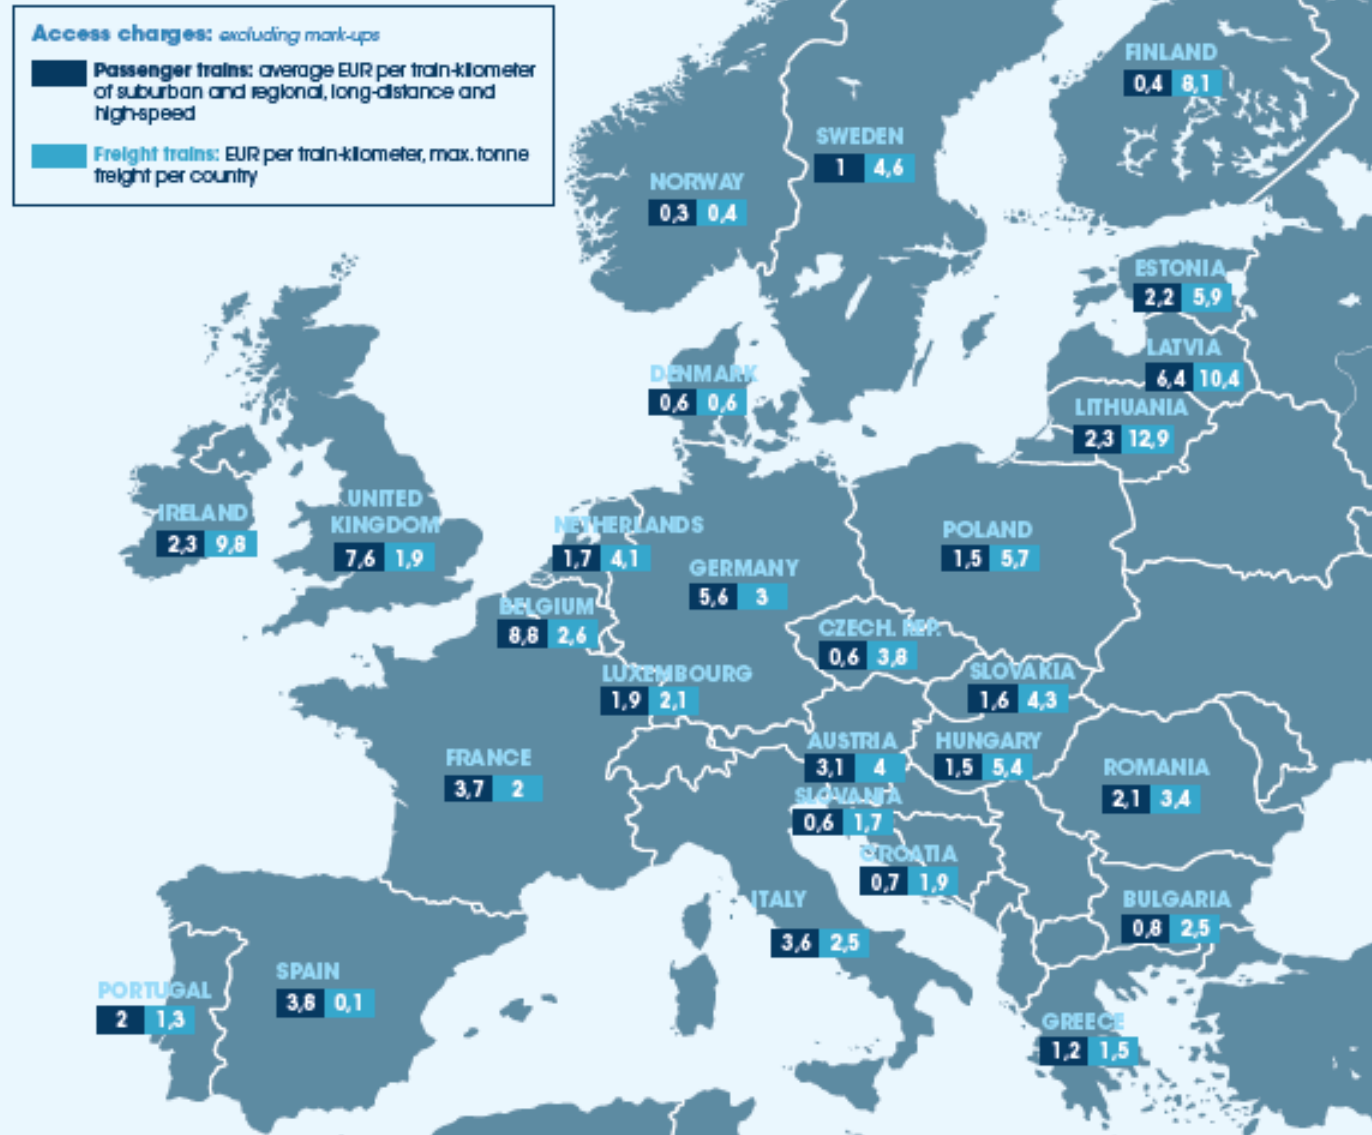 Access charges: excluding mark-ups
Passenger trains: average EUR per train-kilometer
of suburban and regional, long-distance and
high-speed
Freight trains: EUR per train-kilometer, max. tonne
freight per country
FINLAND
0,4 8,1
SWEDEN
1 4,6
NORWAY
0,3 0,4
ESTONIA
2,2 5,9
LATVIA
6,4 10,4
DENMARK
0,6 0,6
LITHUANIA
2,3 12,9
IRELAND
2,3 9,8
UNITED
KINGDOM
7,6 1,9
NETHERLANDS
1,7 4,1
POLAND
1,5 5,7
GERMANY
5,6 3
BELGIUM
8,8 2,6
CZECH. REP.
0,6 3,8
LUXEMBOURG
1,9 2,1
SLOVAKIA
1,6 4,3
FRANCE
3,7 2
AUSTRIA
3,1 4
HUNGARY
1,5 5,4
ROMANIA
2,1 3,4
SLOVANIA
0,6 1,7
CROATIA
0,7 1,9
ITALY
3,6 2,5
BULGARIA
0,8 2,5
SPAIN
3,8 0,1
PORTUGAL
2 1,3
GREECE
1,2 1,5